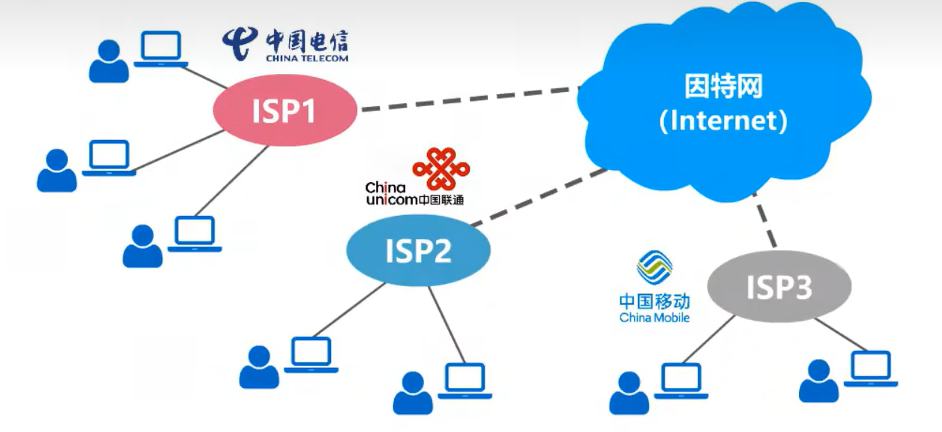 中国电信
CHINA TELECOM
ISP1
因特网
(Internet)
China
unicom中国联通
ISP2
中国移动
China Mobile
ISP3